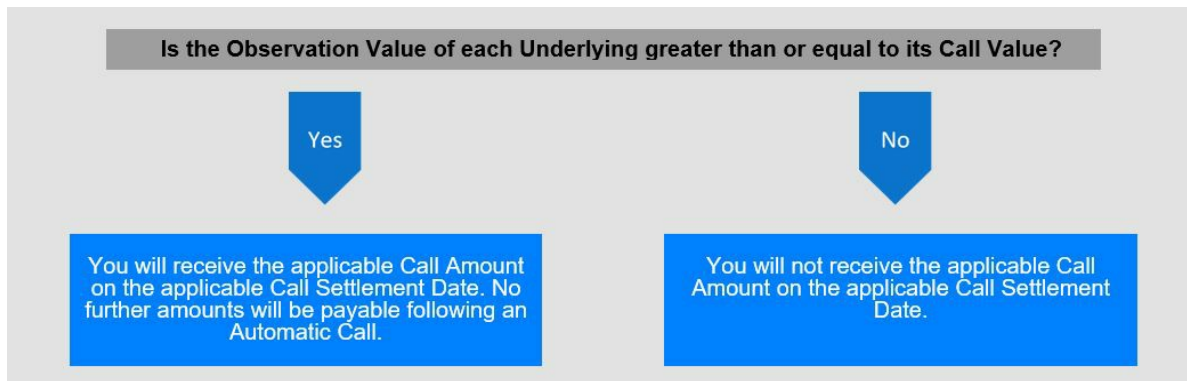 Is the Observation Value of each Underlying greater than or equal to its Call Value?
Yes
No
You will receive the applicable Call Amount
on the applicable Call Settlement Date. No
further amounts will be payable following an
Automatic Call.
You will not receive the applicable Call
Amount on the applicable Call Settlement
Date.